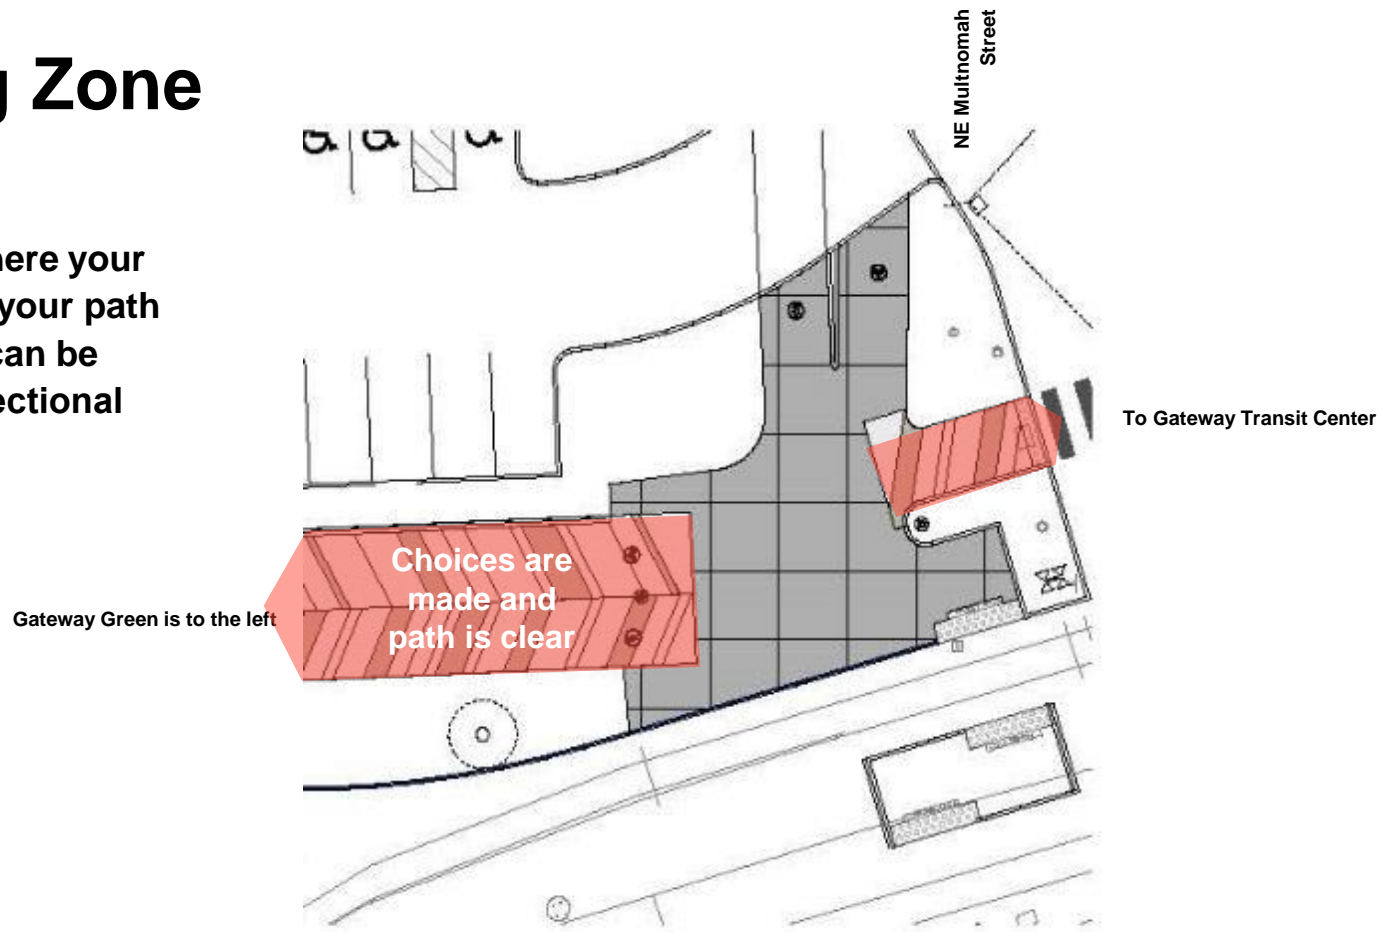 g Zone
here your
your path
can be
ectional
NE Multnomah
Street
To Gateway Transit Center
Choices are
made and
path is clear
Gateway Green is to the left